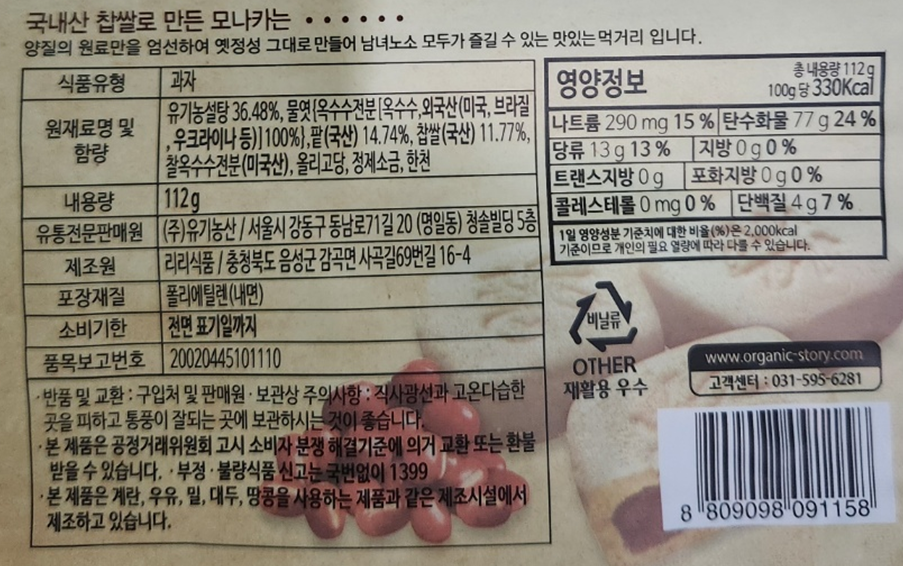 국내산 찹쌀로 만든 모나카는 • • • • • •
양질의 원료만을 엄선하여 옛정성 그대로 만들어 남녀노소 모두가 즐길 수 있는 맛있는 먹거리 입니다.
식품유형 과자
원재료명 및 함량 유기농설탕 36.48%, 물엿{옥수수전분[옥수수,외국산(미국, 브라질
, 우크라이나 등)]100%},팥(국산) 14.74%, 찹쌀(국산) 11.77%,
찰옥수수전분(미국산), 올리고당, 정제소금, 한천
내용량 112g
유통전문판매원 (주)유기농산 / 서울시 강동구 동남로71길 20 (명일동) 청솔빌딩 5층
제조원 리리식품 / 충청북도 음성군 감곡면 사곡길69번길 16-4
포장재질 폴리에틸렌(내면)
소비기한 전면 표기일까지
품목보고번호 20020445101110
· 반품 및 교환 : 구입처 및 판매원 · 보관상 주의사항 : 직사광선과 고온다습한
곳을 피하고 통풍이 잘되는 곳에 보관하시는 것이 좋습니다.
· 본 제품은 공정거래위원회 고시 소비자 분쟁 해결기준에 의거 교환 또는 환불
받을 수 있습니다. · 부정 · 불량식품 신고는 국번없이 1399
· 본 제품은 계란, 우유, 밀, 대두, 땅콩을 사용하는 제품과 같은 제조시설에서
제조하고 있습니다.
영양정보
총 내용량 112g
100g 당 330Kcal
나트륨 290 mg 15 % 탄수화물 77 g 24 %
당류 13 g 13 % 지방 0 g 0 %
트랜스지방 0 g 포화지방 0 g 0 %
콜레스테롤 0 mg 0 % 단백질 4 g 7 %
1일 영양성분 기준치에 대한 비율(%)은 2,000kcal
기준이므로 개인의 필요 열량에 따라 다를 수 있습니다.
비닐류
OTHER
재활용 우수
www.organic-story.com
고객센터 : 031-595-6281
8 809098 091158